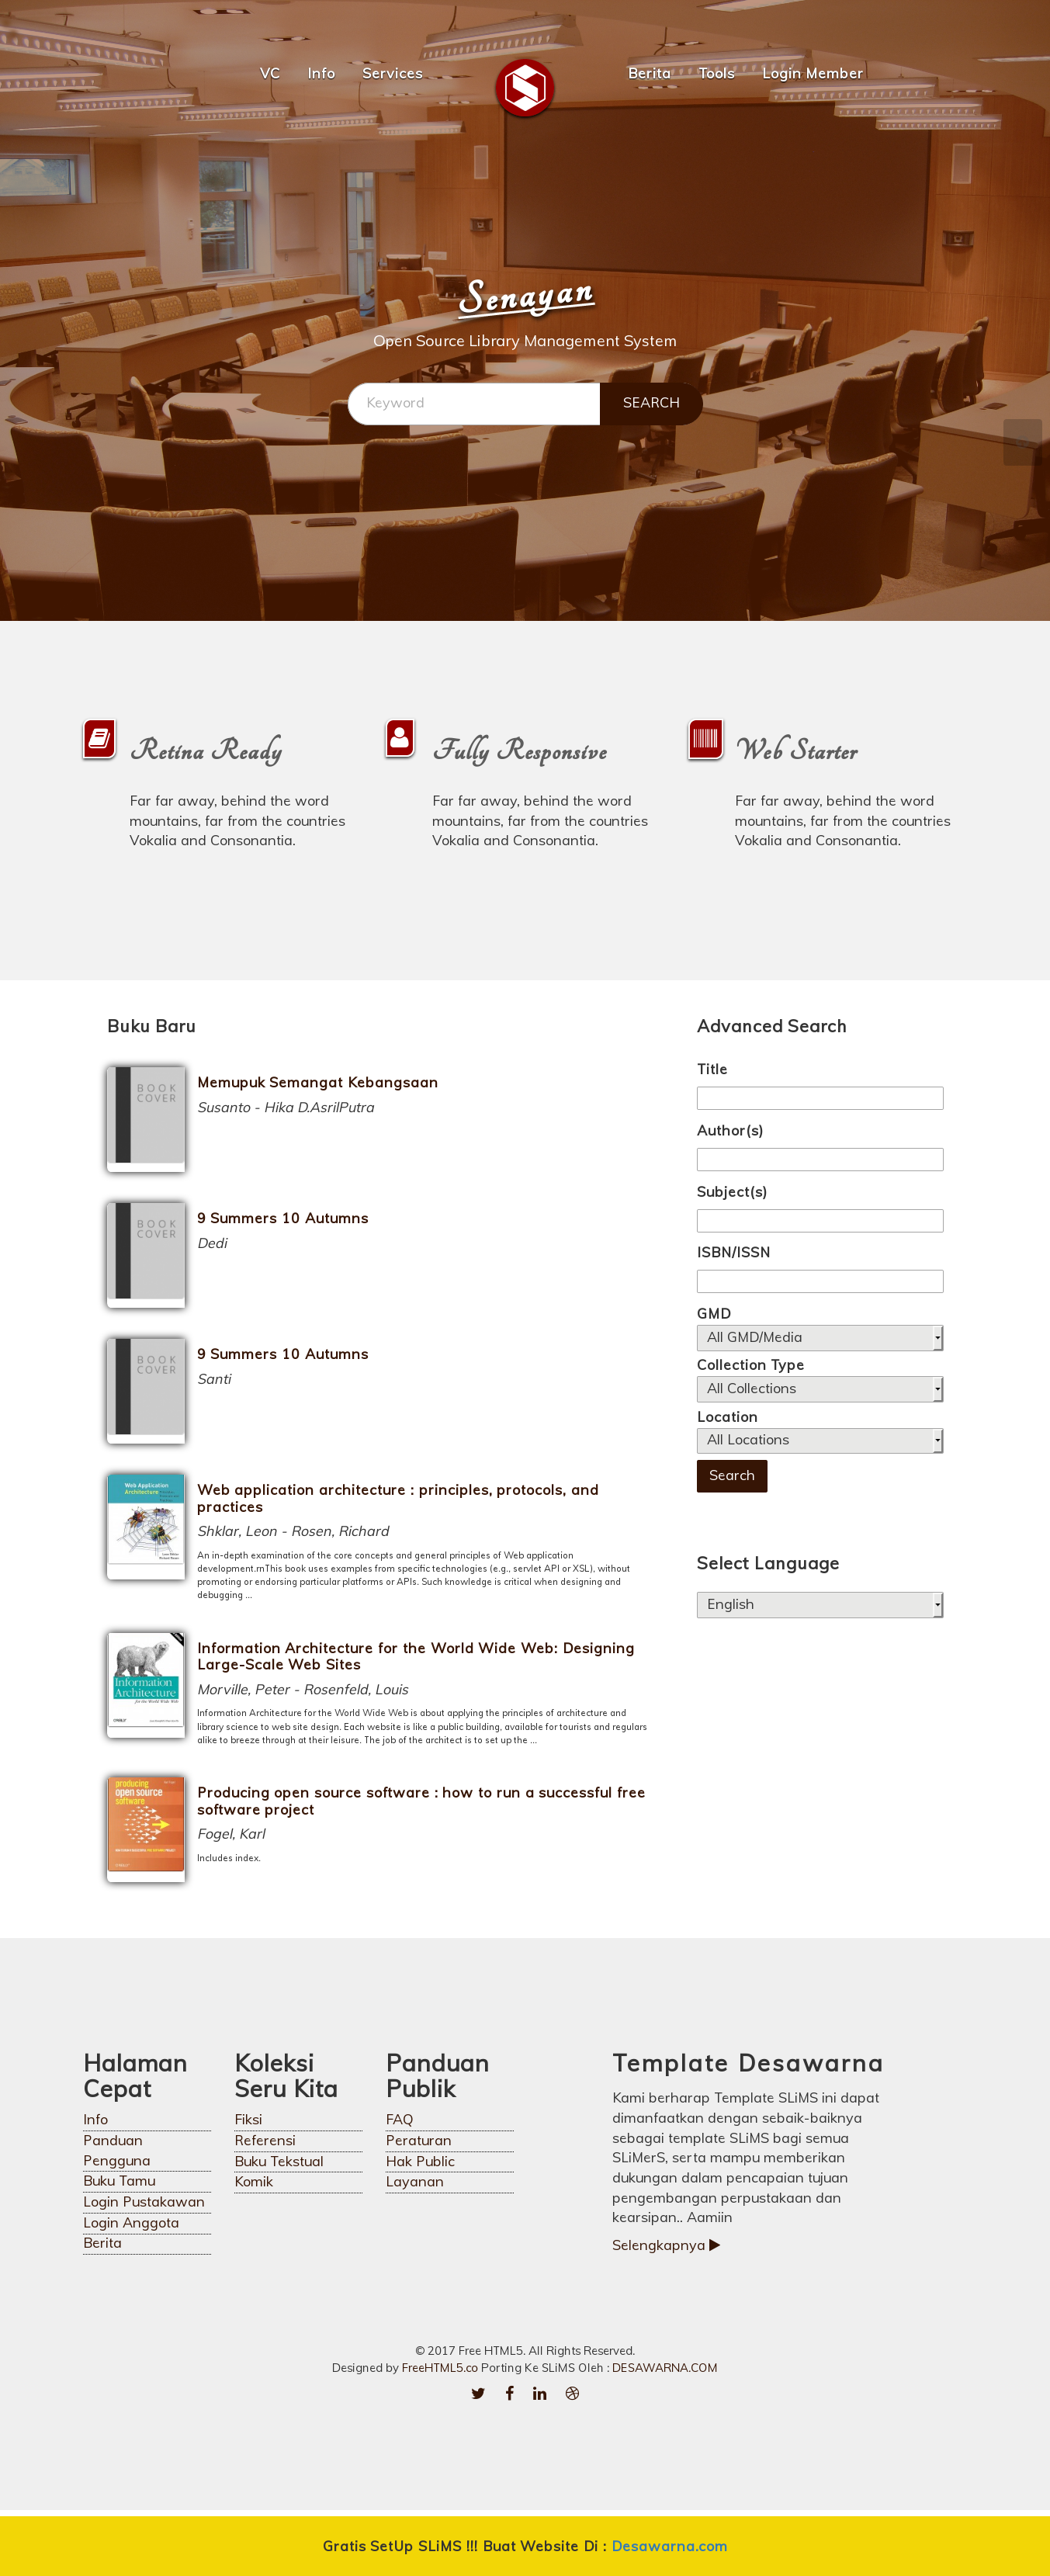 VC Info Services Berita Tools Login Member
Senayan
Open Source Library Management System
Keyword SEARCH
Retina Ready
Far far away, behind the word
mountains, far from the countries
Vokalia and Consonantia.
Fully Responsive
Far far away, behind the word
mountains, far from the countries
Vokalia and Consonantia.
Web Starter
Far far away, behind the word
mountains, far from the countries
Vokalia and Consonantia.
Buku Baru
BOOK
COVER
Memupuk Semangat Kebangsaan
Susanto - Hika D.AsrilPutra
BOOK
COVER
9 Summers 10 Autumns
Dedi
BOOK
COVER
9 Summers 10 Autumns
Santi
Web Application
Architecture
Web application architecture : principles, protocols, and
practices
Shklar, Leon - Rosen, Richard
An in-depth examination of the core concepts and general principles of Web application
development.rnThis book uses examples from specific technologies (e.g., servlet API or XSL), without
promoting or endorsing particular platforms or APIs. Such knowledge is critical when designing and
debugging ...
Information
Architecture
for the World Wide Web
Information Architecture for the World Wide Web: Designing
Large-Scale Web Sites
Morville, Peter - Rosenfeld, Louis
Information Architecture for the World Wide Web is about applying the principles of architecture and
library science to web site design. Each website is like a public building, available for tourists and regulars
alike to breeze through at their leisure. The job of the architect is to set up the ...
producing
open source
software
Producing open source software : how to run a successful free
software project
Fogel, Karl
Includes index.
Advanced Search
Title
Author(s)
Subject(s)
ISBN/ISSN
GMD
All GMD/Media
Collection Type
All Collections
Location
All Locations
Search
Select Language
English
Halaman
Cepat
Info
Panduan
Pengguna
Buku Tamu
Login Pustakawan
Login Anggota
Berita
Koleksi
Seru Kita
Fiksi
Referensi
Buku Tekstual
Komik
Panduan
Publik
FAQ
Peraturan
Hak Public
Layanan
Template Desawarna
Kami berharap Template SLiMS ini dapat
dimanfaatkan dengan sebaik-baiknya
sebagai template SLiMS bagi semua
SLiMerS, serta mampu memberikan
dukungan dalam pencapaian tujuan
pengembangan perpustakaan dan
kearsipan.. Aamiin
Selengkapnya
© 2017 Free HTML5. All Rights Reserved.
Designed by FreeHTML5.co Porting Ke SLiMS Oleh : DESAWARNA.COM
Gratis SetUp SLiMS !!! Buat Website Di : Desawarna.com